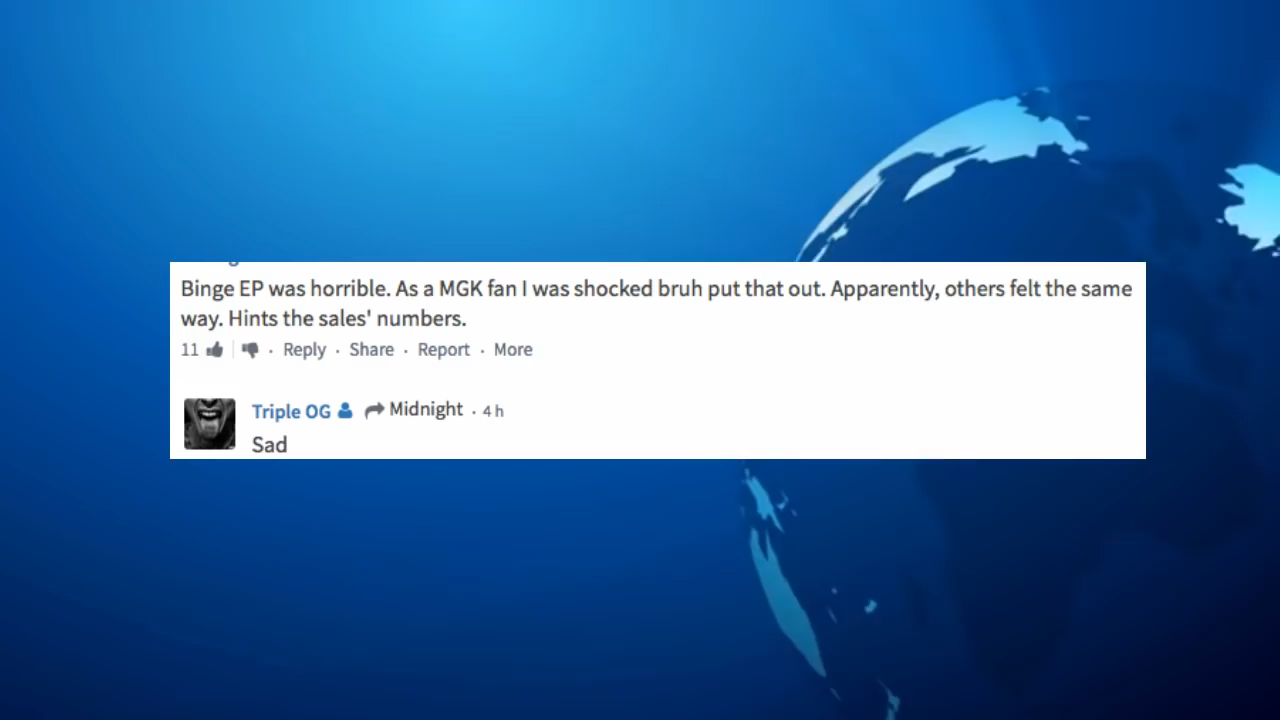 Binge EP was horrible. As a MGK fan I was shocked bruh put that out. Apparently, others felt the same
way. Hints the sales' numbers.
11 · Reply · Share · Report · More
Triple OG Midnight · 4 h
Sad